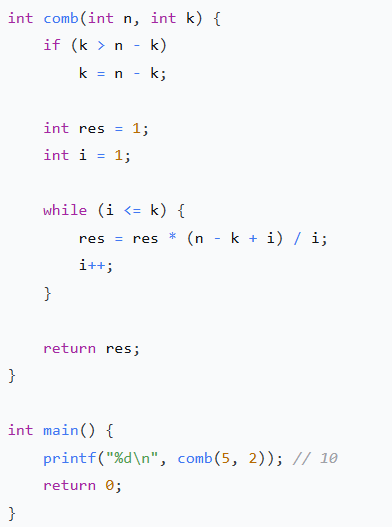 int comb(int n, int k) {
    if (k > n - k)
        k = n - k;

    int res = 1;
    int i = 1;

    while (i <= k) {
        res = res * (n - k + i) / i;
        i++;
    }

    return res;
}

int main() {
    printf("%d\n", comb(5, 2)); // 10
    return 0;
}